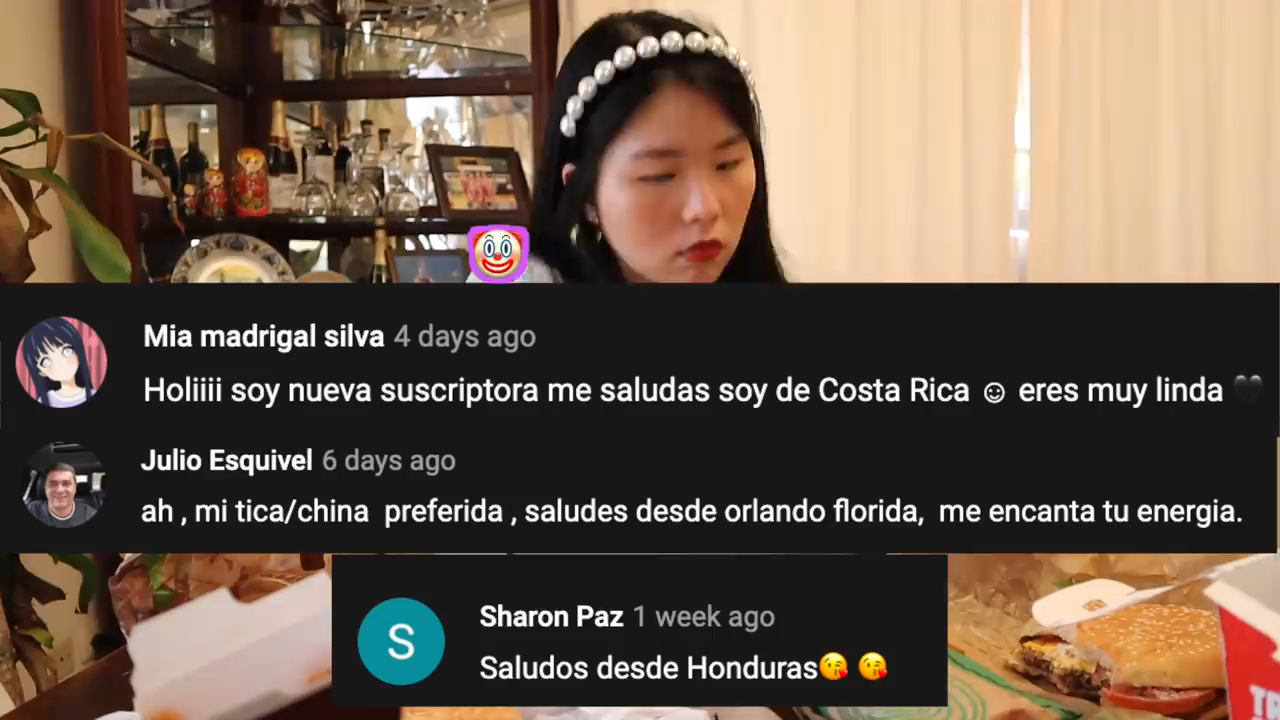 Mia madrigal silva 4 days ago
Holiiii soy nueva suscriptora me saludas soy de Costa Rica ☺ eres muy linda 🖤
Julio Esquivel 6 days ago
ah , mi tica/china preferida , saludes desde orlando florida, me encanta tu energia.
S
Sharon Paz 1 week ago
Saludos desde Honduras😘 😘